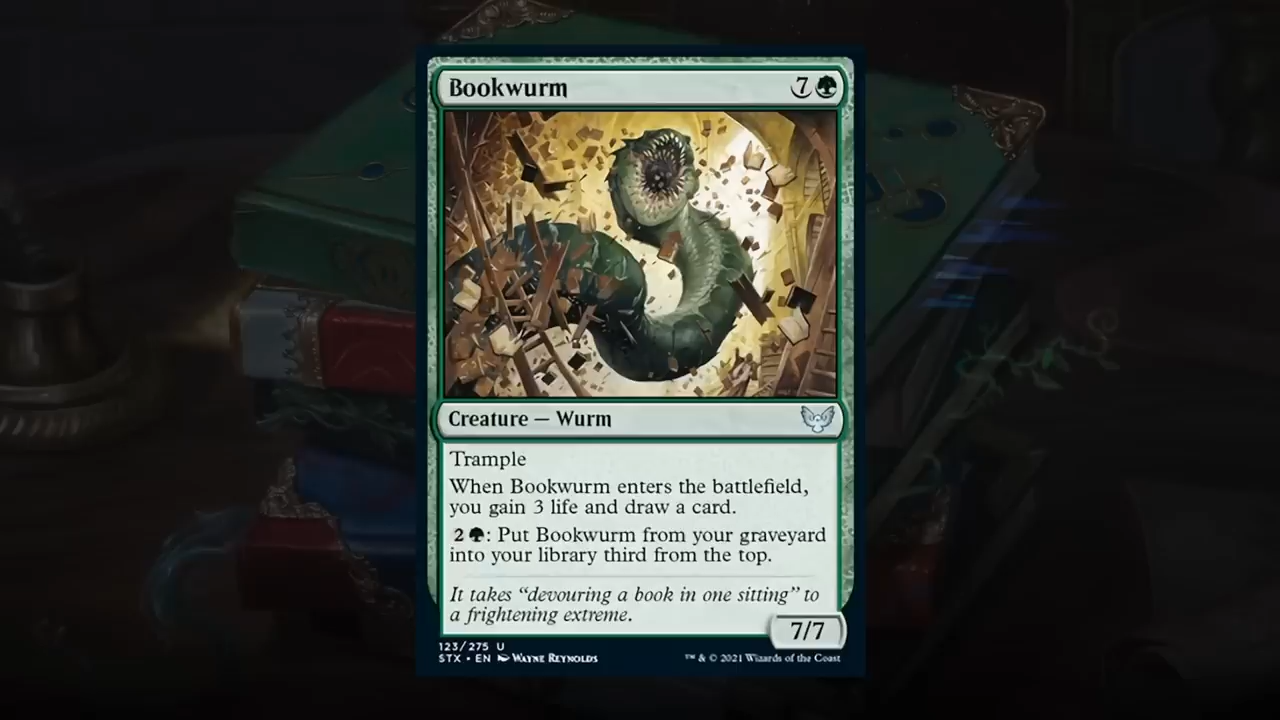 Bookwurm 7
Creature — Wurm
Trample
When Bookwurm enters the battlefield,
you gain 3 life and draw a card.
2 : Put Bookwurm from your graveyard
into your library third from the top.
It takes “devouring a book in one sitting” to
a frightening extreme.
7/7
123/275 U
STX • EN Wayne Reynolds ™ & © 2021 Wizards of the Coast